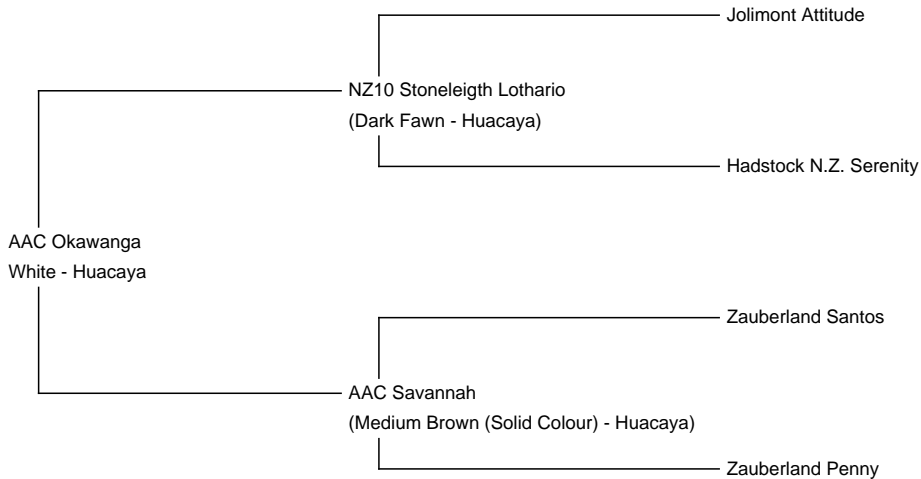 Jolimont Attitude
NZ10 Stoneleigth Lothario
(Dark Fawn - Huacaya)
Hadstock N.Z. Serenity
AAC Okawanga
White - Huacaya
Zauberland Santos
AAC Savannah
(Medium Brown (Solid Colour) - Huacaya)
Zauberland Penny